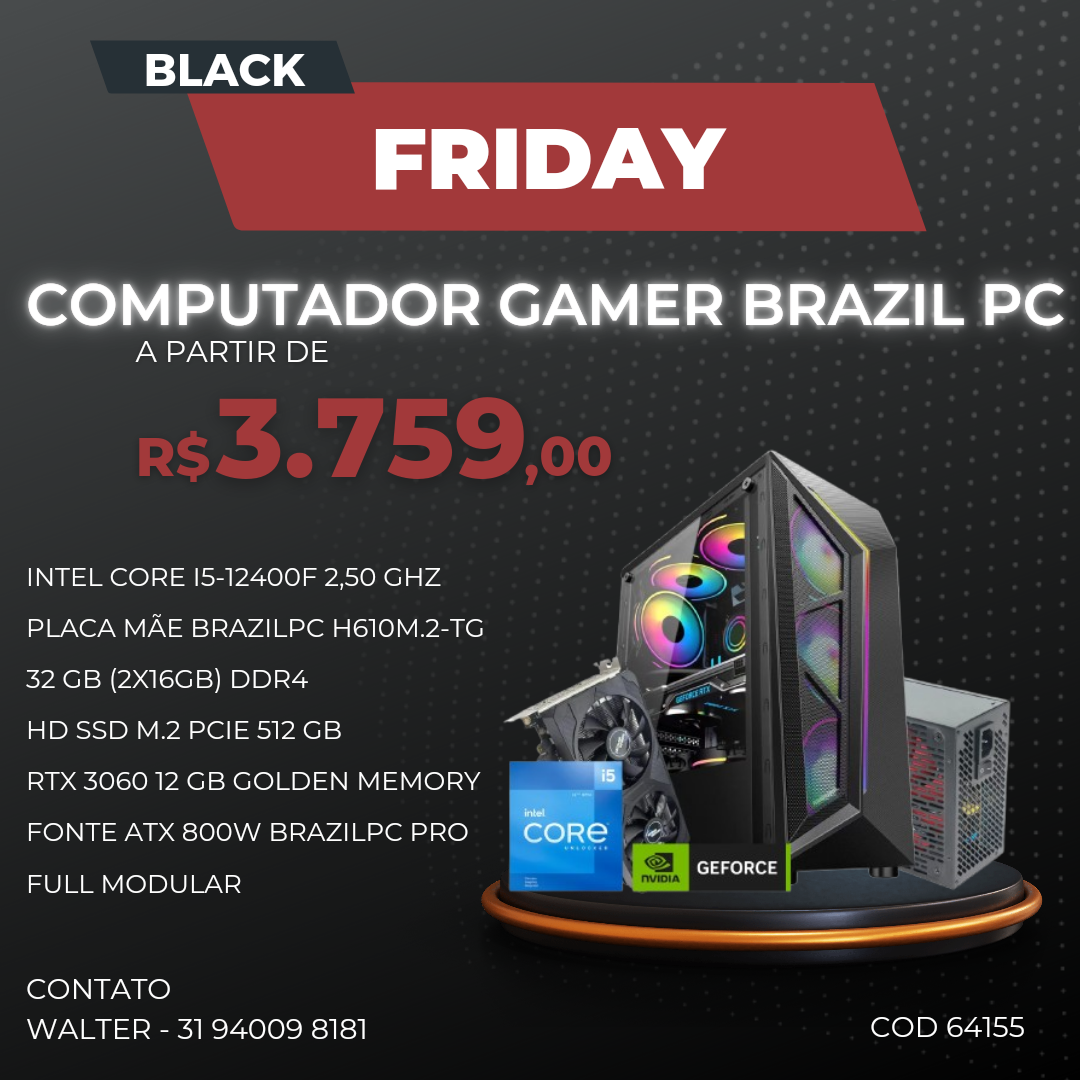 BLACK
FRIDAY
COMPUTADOR GAMER BRAZIL PC
A PARTIR DE
R$3.759,00
INTEL CORE I5-12400F 2,50 GHZ
PLACA MÃE BRAZILPC H610M.2-TG
32 GB (2X16GB) DDR4
HD SSD M.2 PCIE 512 GB
RTX 3060 12 GB GOLDEN MEMORY
FONTE ATX 800W BRAZILPC PRO
FULL MODULAR
GEFORCE RTX
i5
intel
CORE
UNLOCKED
NVIDIA
GEFORCE
CONTATO
WALTER - 31 94009 8181
COD 64155